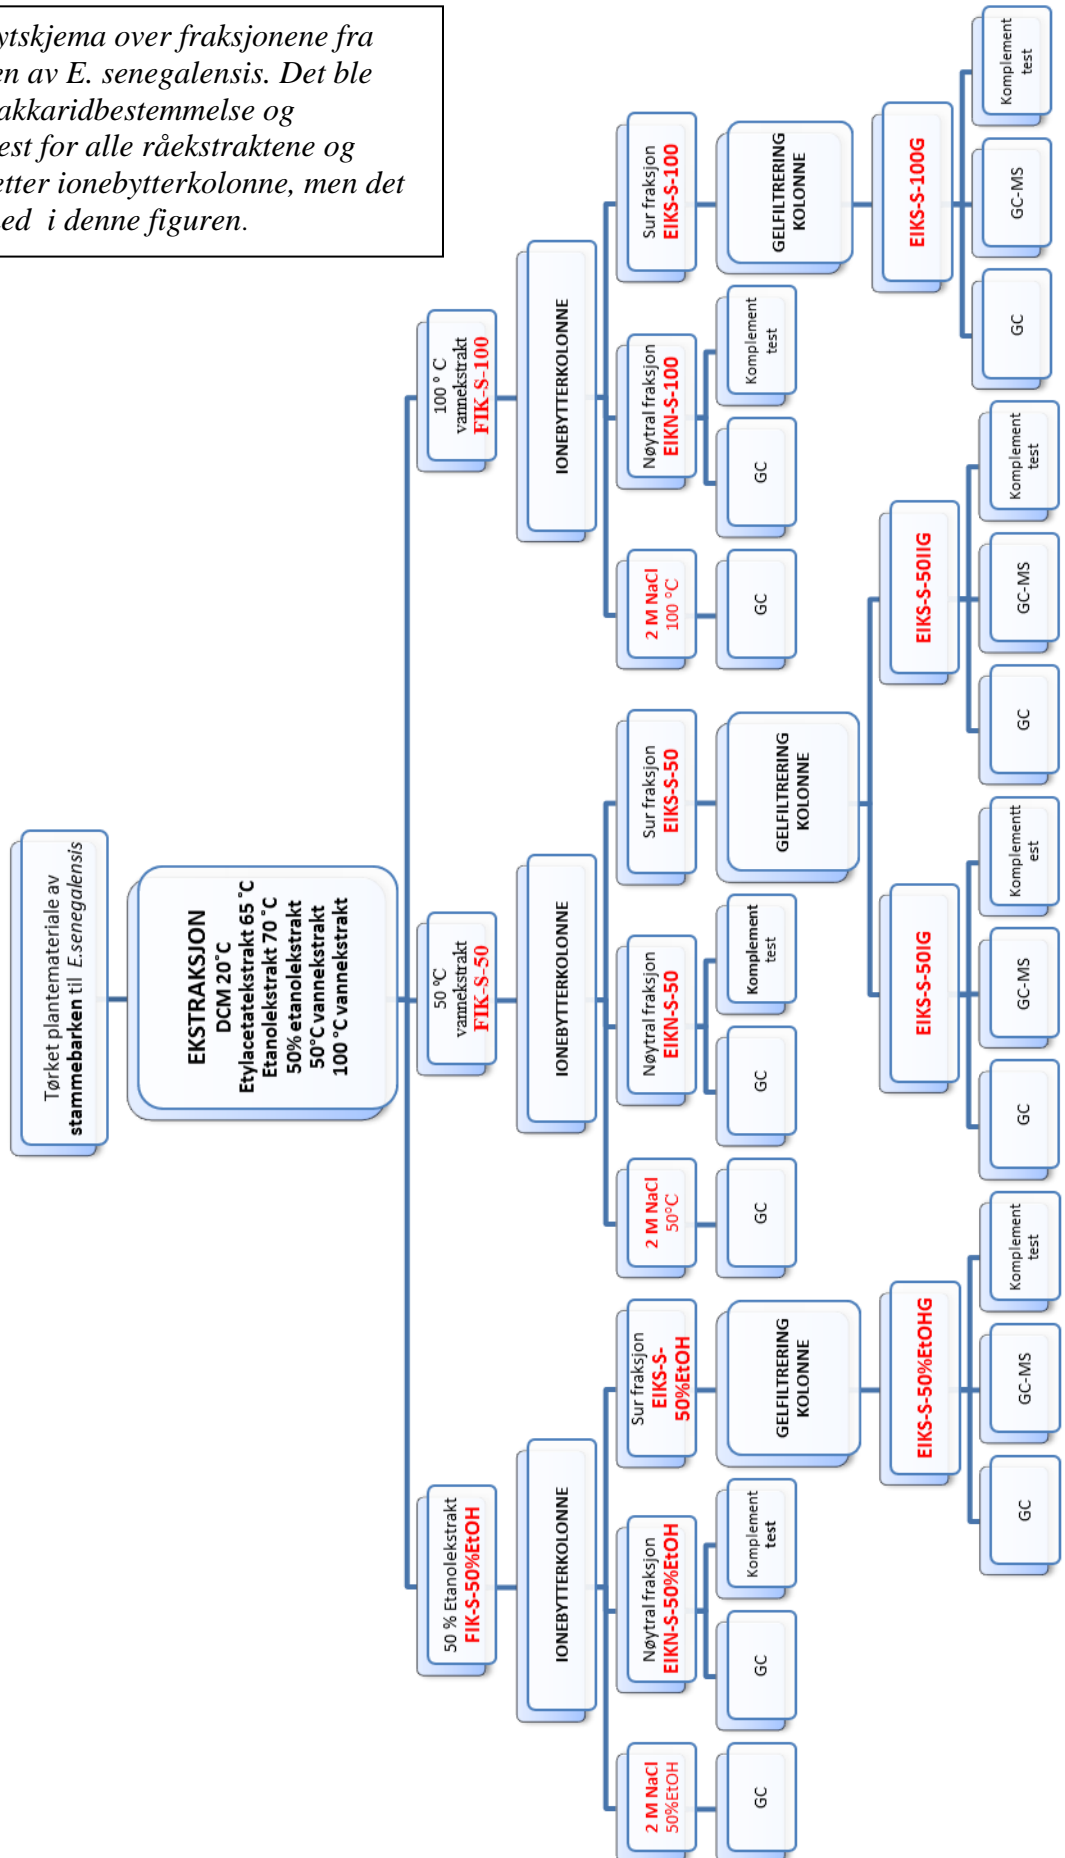 ytskjema over fraksjonene fra
en av E. senegalensis. Det ble
akkaridbestemmelse og
est for alle råekstraktene og
etter ionebytterkolonne, men det
ed i denne figuren.
Tørket plantemateriale av
stammebarken til E.senegalensis
EKSTRAKSJON
DCM 20˚C
Etylacetatekstrakt 65 ˚C
Etanolekstrakt 70 ˚C
50% etanolekstrakt
50°C vannekstrakt
100 °C vannekstrakt
50 % Etanolekstrakt
FIK-S-50%EtOH
50 °C
vannekstrakt
FIK-S-50
100 ° C
vannekstrakt
FIK-S-100
IONEBYTTERKOLONNE
IONEBYTTERKOLONNE
IONEBYTTERKOLONNE
2 M NaCl
50%EtOH
Nøytral fraksjon
EIKN-S-50%EtOH
Sur fraksjon
EIKS-S-
50%EtOH
2 M NaCl
50°C
Nøytral fraksjon
EIKN-S-50
Sur fraksjon
EIKS-S-50
2 M NaCl
100 °C
Nøytral fraksjon
EIKN-S-100
Sur fraksjon
EIKS-S-100
GC
GC
Komplement
test
GELFILTRERING
KOLONNE
GC
GC
Komplement
test
GELFILTRERING
KOLONNE
GC
GC
Komplement
test
GELFILTRERING
KOLONNE
EIKS-S-50%EtOHG
EIKS-S-50IG
EIKS-S-50IIG
EIKS-S-100G
GC
GC-MS
Komplement
test
GC
GC-MS
Komplementt
est
GC
GC-MS
Komplement
test
GC
GC-MS
Komplement
test